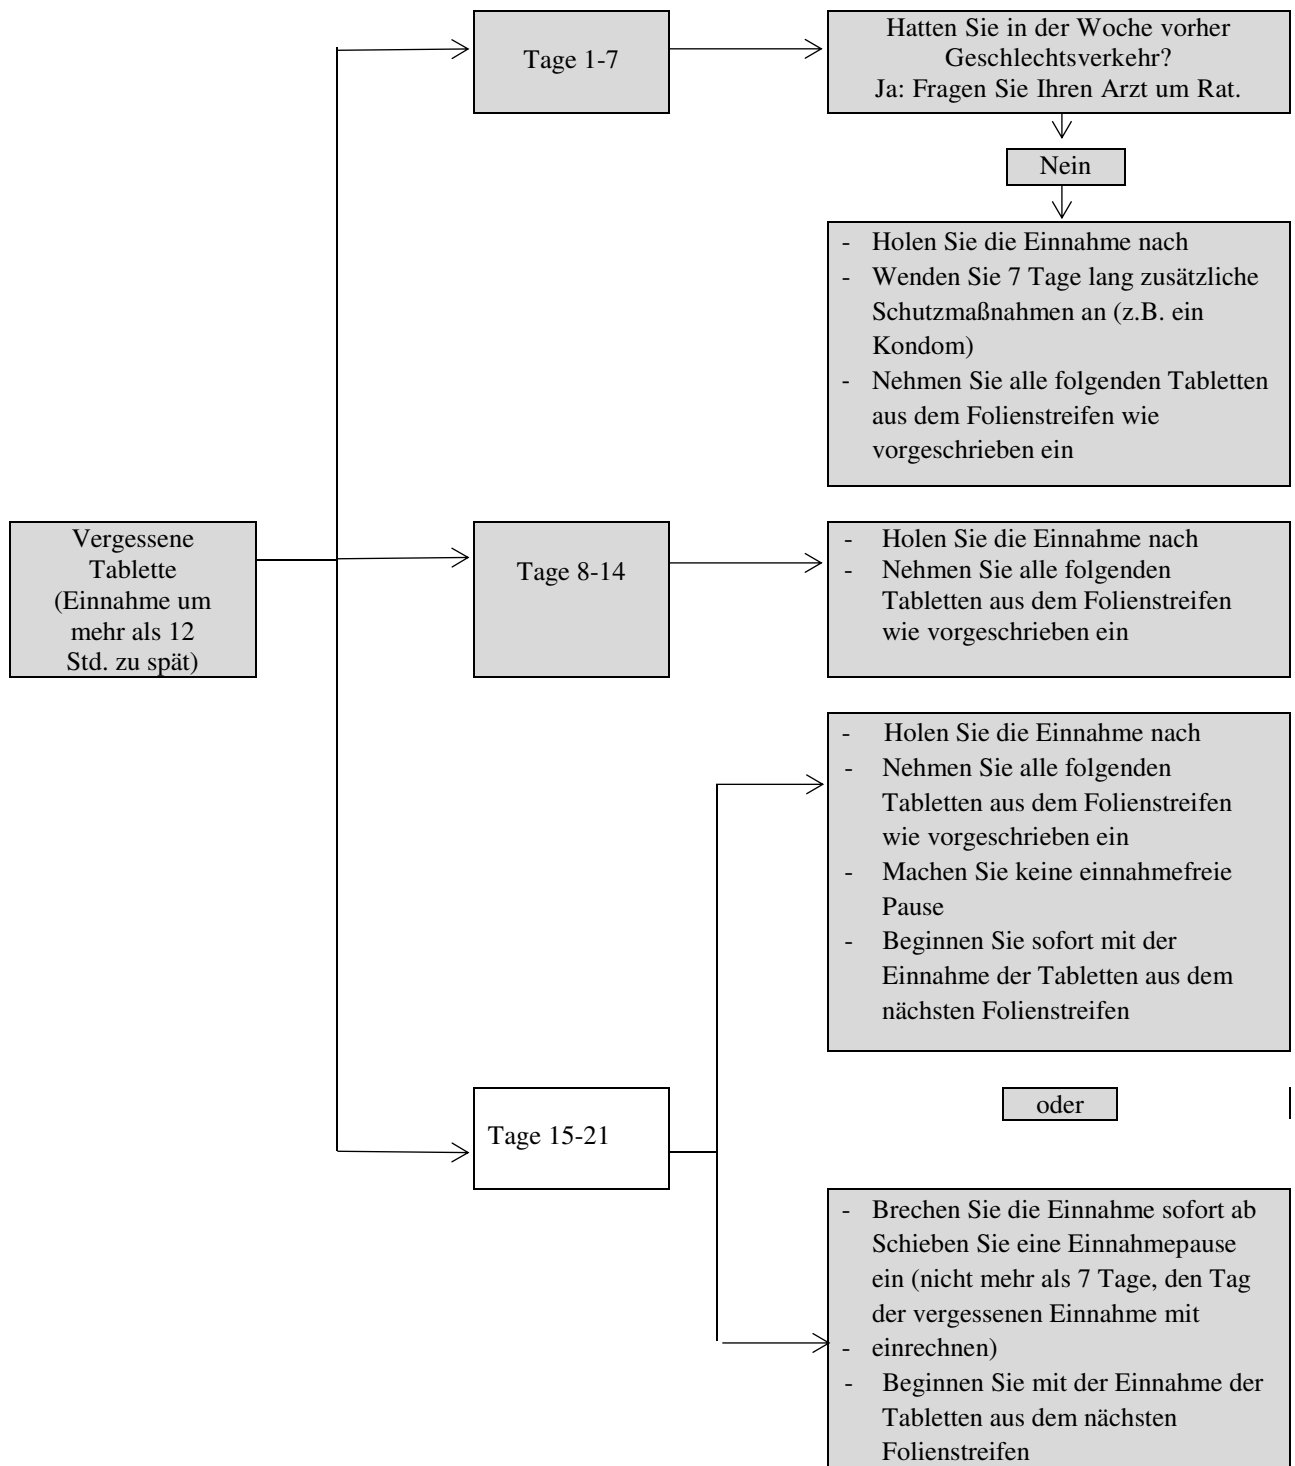 Tage 1-7
Hatten Sie in der Woche vorher
Geschlechtsverkehr?
Ja: Fragen Sie Ihren Arzt um Rat.
Nein
- Holen Sie die Einnahme nach
- Wenden Sie 7 Tage lang zusätzliche
Schutzmaßnahmen an (z.B. ein
Kondom)
- Nehmen Sie alle folgenden Tabletten
aus dem Folienstreifen wie
vorgeschrieben ein
Vergessene
Tablette
(Einnahme um
mehr als 12
Std. zu spät)
Tage 8-14
- Holen Sie die Einnahme nach
- Nehmen Sie alle folgenden
Tabletten aus dem Folienstreifen
wie vorgeschrieben ein
- Holen Sie die Einnahme nach
- Nehmen Sie alle folgenden
Tabletten aus dem Folienstreifen
wie vorgeschrieben ein
- Machen Sie keine einnahmefreie
Pause
- Beginnen Sie sofort mit der
Einnahme der Tabletten aus dem
nächsten Folienstreifen
oder
Tage 15-21
- Brechen Sie die Einnahme sofort ab
Schieben Sie eine Einnahmepause
ein (nicht mehr als 7 Tage, den Tag
der vergessenen Einnahme mit
- einrechnen)
- Beginnen Sie mit der Einnahme der
Tabletten aus dem nächsten
Folienstreifen